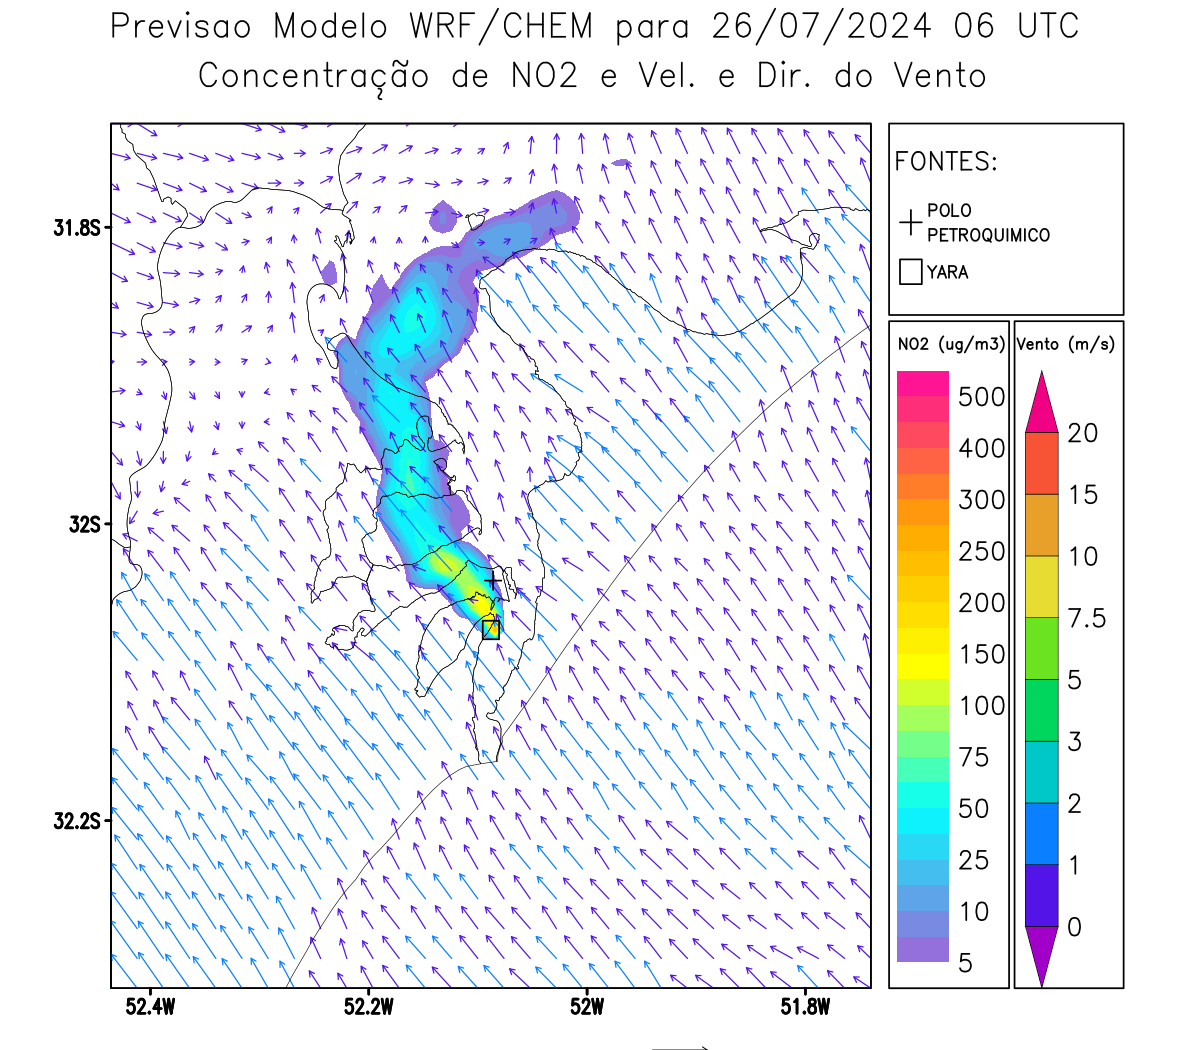 Previsao Modelo WRF/CHEM para 26/07/2024 06 UTC
Concentração de NO2 e Vel. e Dir. do Vento
FONTES:
POLO
PETROQUIMICO
YARA
31.8S
32S
32.2S
52.4W
52.2W
52W
51.8W
NO2 (ug/m3)
500
400
300
250
200
150
100
75
50
25
10
5
Vento (m/s)
20
15
10
7.5
5
3
2
1
0